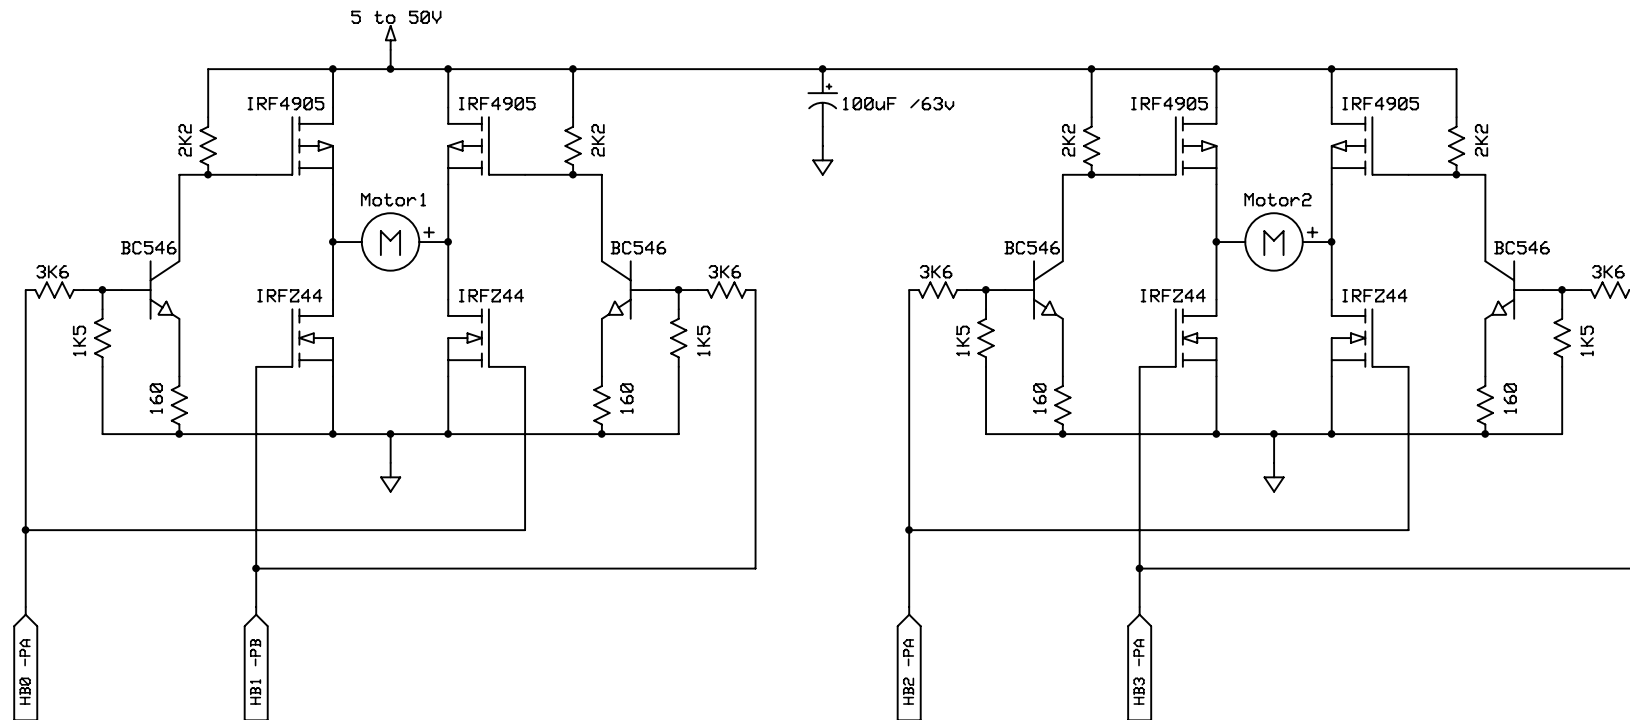 5 to 50V
IRF4905
IRF4905
100uF /63v
IRF4905
IRF4905
2K2
2K2
2K2
2K2
Motor1
Motor2
M
+
M
+
BC546
BC546
BC546
BC546
3K6
3K6
3K6
3K6
IRFZ44
IRFZ44
IRFZ44
IRFZ44
1K5
1K5
1K5
1K5
160
160
160
160
HB0 -PA
HB1 -PB
HB2 -PA
HB3 -PA